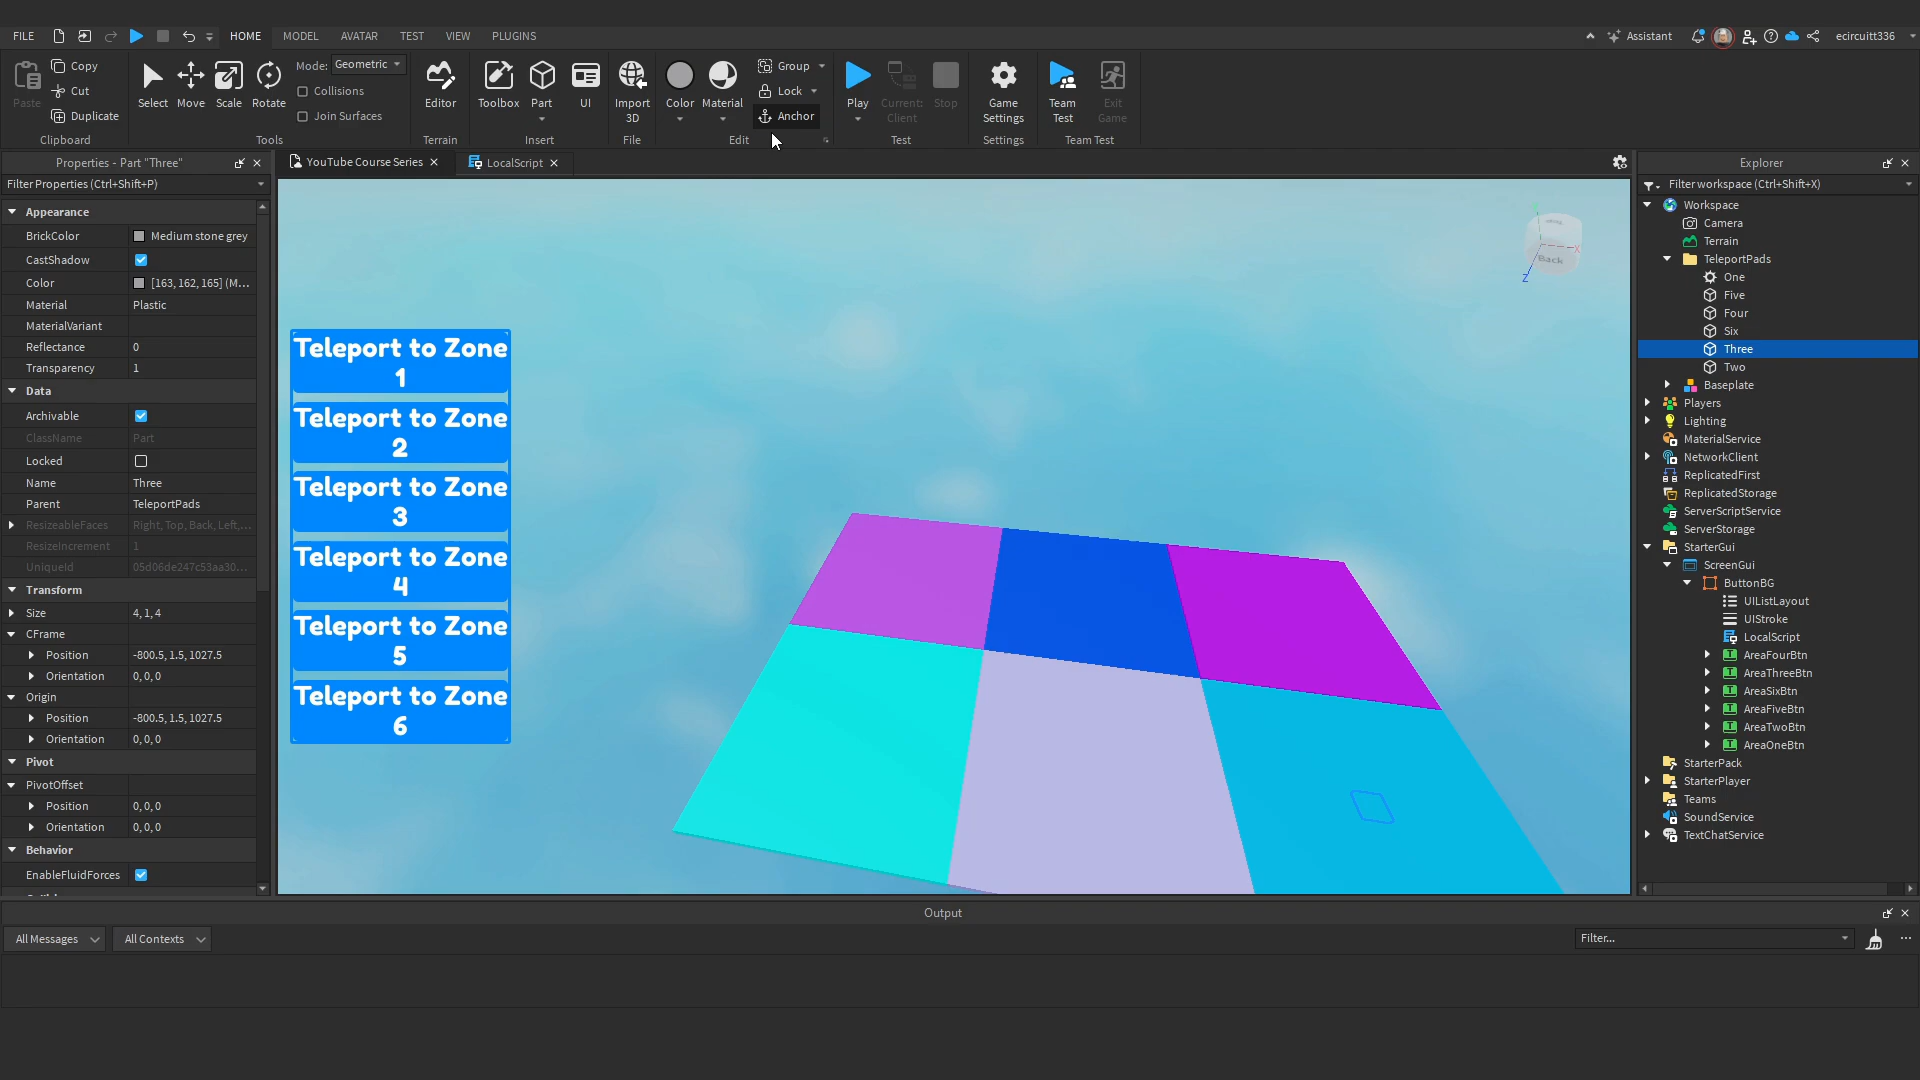 FILE HOME MODEL AVATAR TEST VIEW PLUGINS Assistant ecircuitt336
Paste Copy Cut Duplicate Clipboard
Select Move Scale Rotate Mode: Geometric Collisions Join Surfaces Tools
Editor Terrain
Toolbox Part UI Insert
Import 3D File
Color Material Group Lock Anchor Edit
Play Current: Client Stop Test
Game Settings Settings
Team Test Exit Game Team Test
Properties - Part "Three"
Filter Properties (Ctrl+Shift+P)
Appearance
BrickColor Medium stone grey
CastShadow
Color [163, 162, 165] (M...
Material Plastic
MaterialVariant
Reflectance 0
Transparency 1
Data
Archivable
ClassName Part
Locked
Name Three
Parent TeleportPads
ResizeableFaces Right, Top, Back, Left,...
ResizeIncrement 1
UniqueId 05d06de247c53aa30...
Transform
Size 4, 1, 4
CFrame
Position -800.5, 1.5, 1027.5
Orientation 0, 0, 0
Origin
Position -800.5, 1.5, 1027.5
Orientation 0, 0, 0
Pivot
PivotOffset
Position 0, 0, 0
Orientation 0, 0, 0
Behavior
EnableFluidForces
YouTube Course Series LocalScript
Teleport to Zone
1
Teleport to Zone
2
Teleport to Zone
3
Teleport to Zone
4
Teleport to Zone
5
Teleport to Zone
6
Back
X
Z
Explorer
Filter workspace (Ctrl+Shift+X)
Workspace
Camera
Terrain
TeleportPads
One
Five
Four
Six
Three
Two
Baseplate
Players
Lighting
MaterialService
NetworkClient
ReplicatedFirst
ReplicatedStorage
ServerScriptService
ServerStorage
StarterGui
ScreenGui
ButtonBG
UIListLayout
UIStroke
LocalScript
AreaFourBtn
AreaThreeBtn
AreaSixBtn
AreaFiveBtn
AreaTwoBtn
AreaOneBtn
StarterPack
StarterPlayer
Teams
SoundService
TextChatService
Output
All Messages All Contexts Filter...